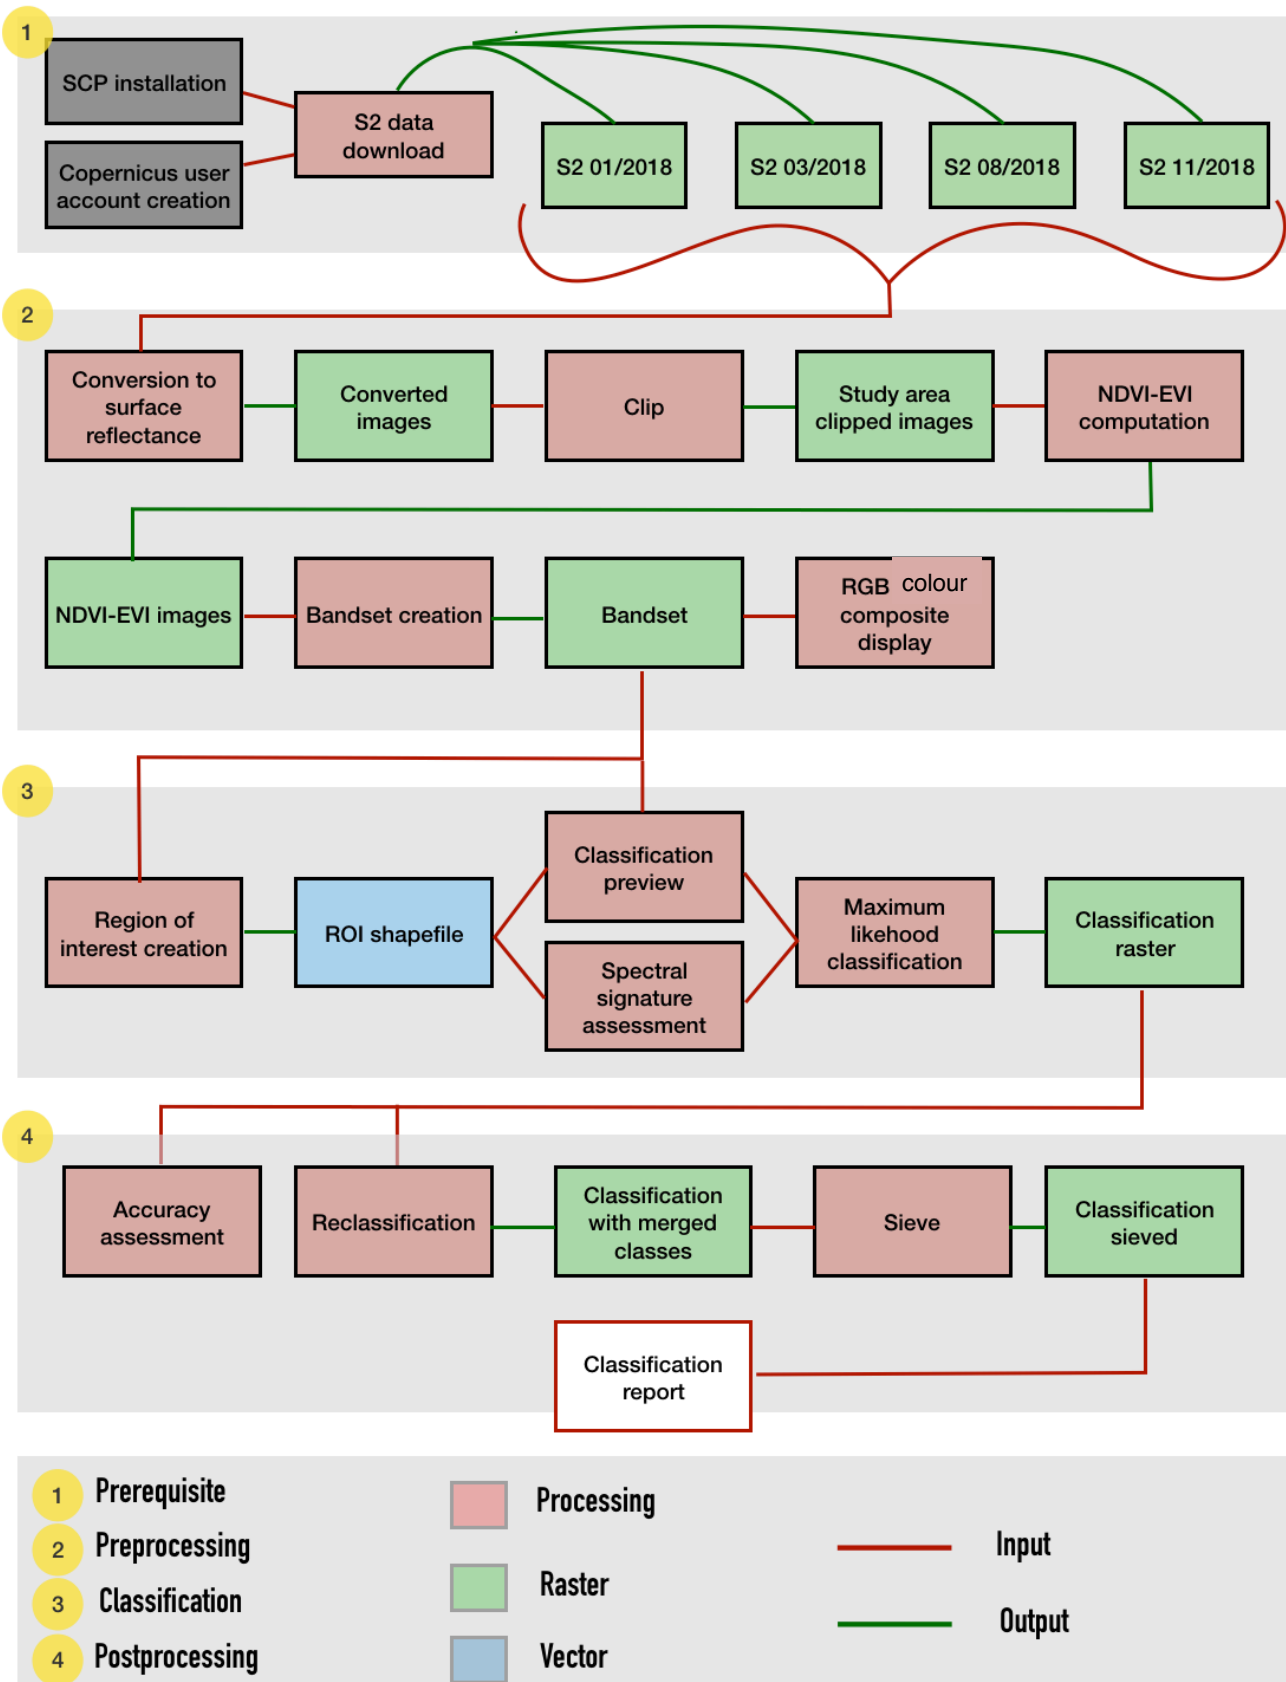 1
SCP installation
S2 data
download
Copernicus user
account creation
S2 01/2018
S2 03/2018
S2 08/2018
S2 11/2018
2
Conversion to
surface
reflectance
Converted
images
Clip
Study area
clipped images
NDVI-EVI
computation
NDVI-EVI images
Bandset creation
Bandset
RGB colour
composite
display
3
Region of
interest creation
ROI shapefile
Classification
preview
Spectral
signature
assessment
Maximum
likehood
classification
Classification
raster
4
Accuracy
assessment
Reclassification
Classification
with merged
classes
Sieve
Classification
sieved
Classification
report
1 Prerequisite
2 Preprocessing
3 Classification
4 Postprocessing
Processing
Raster
Vector
Input
Output